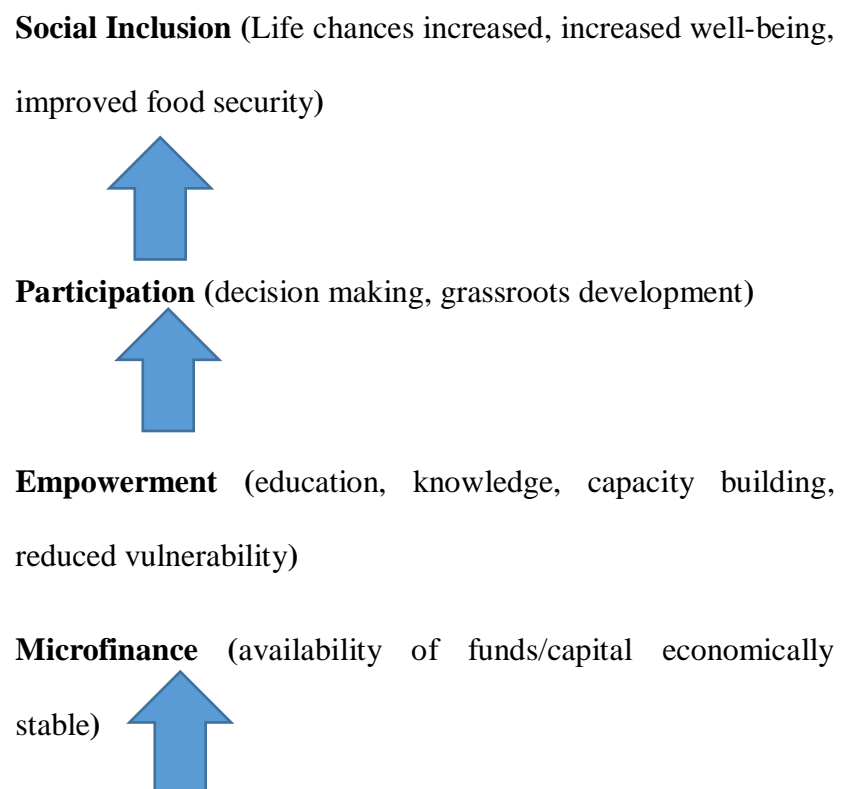 Social Inclusion (Life chances increased, increased well-being,
improved food security)
Participation (decision making, grassroots development)
Empowerment (education, knowledge, capacity building,
reduced vulnerability)
Microfinance (availability of funds/capital economically
stable)